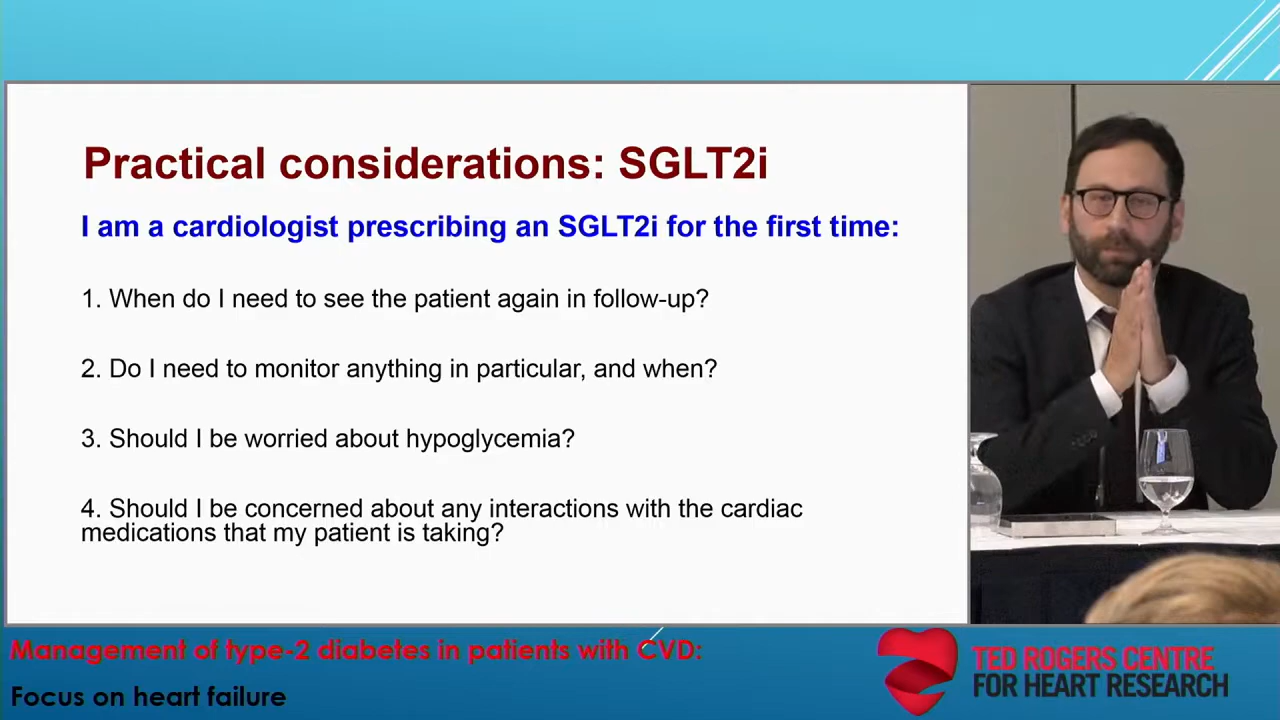 Practical considerations: SGLT2i
I am a cardiologist prescribing an SGLT2i for the first time:
1. When do I need to see the patient again in follow-up?
2. Do I need to monitor anything in particular, and when?
3. Should I be worried about hypoglycemia?
4. Should I be concerned about any interactions with the cardiac
medications that my patient is taking?
Management of type-2 diabetes in patients with CVD:
Focus on heart failure
TED ROGERS CENTRE
FOR HEART RESEARCH